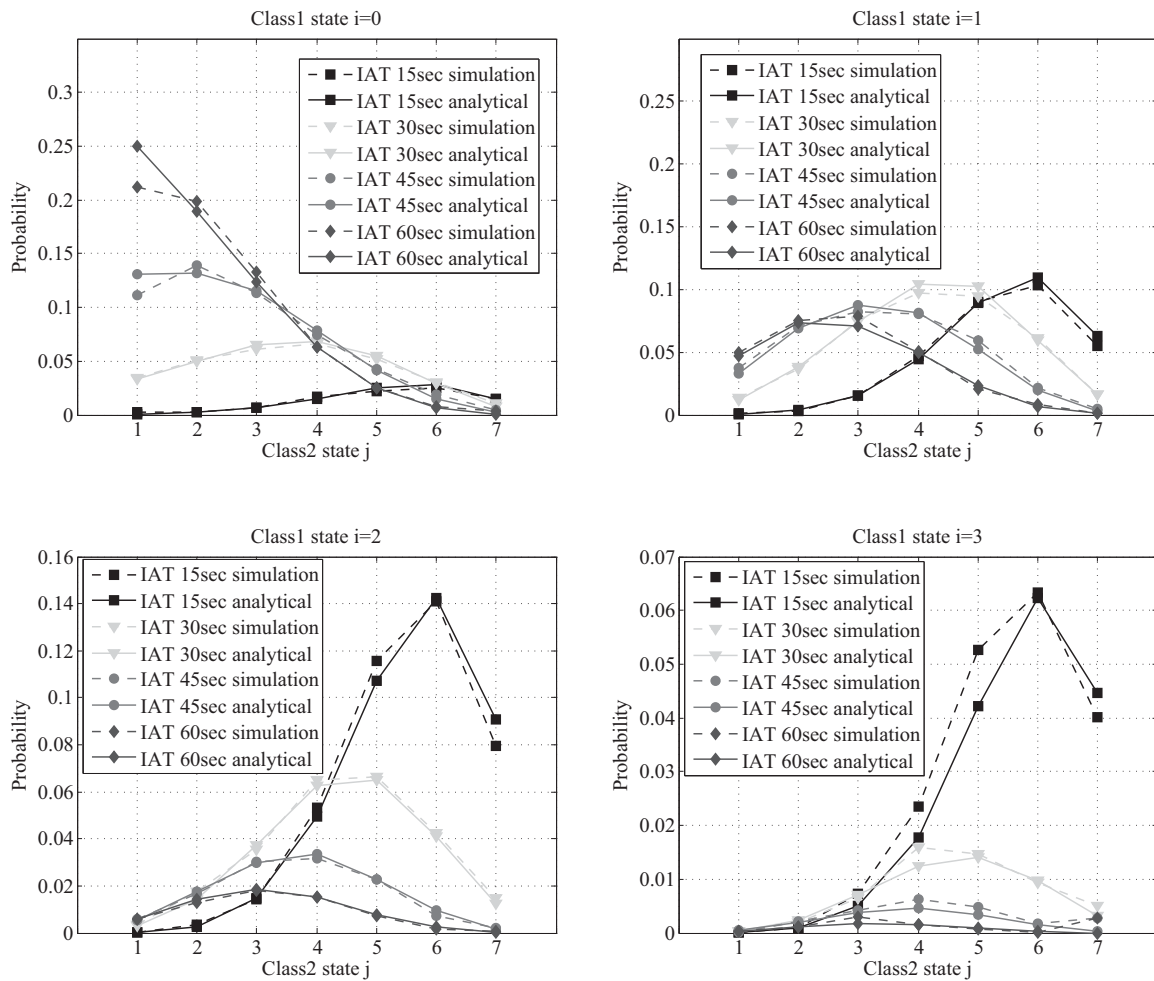 Class1 state i=0
0.3
0.25
0.2
0.15
0.1
0.05
0
Probability
IAT 15sec simulation
IAT 15sec analytical
IAT 30sec simulation
IAT 30sec analytical
IAT 45sec simulation
IAT 45sec analytical
IAT 60sec simulation
IAT 60sec analytical
1 2 3 4 5 6 7
Class2 state j
Class1 state i=1
0.25
0.2
0.15
0.1
0.05
0
Probability
IAT 15sec simulation
IAT 15sec analytical
IAT 30sec simulation
IAT 30sec analytical
IAT 45sec simulation
IAT 45sec analytical
IAT 60sec simulation
IAT 60sec analytical
1 2 3 4 5 6 7
Class2 state j
Class1 state i=2
0.16
0.14
0.12
0.1
0.08
0.06
0.04
0.02
0
Probability
IAT 15sec simulation
IAT 15sec analytical
IAT 30sec simulation
IAT 30sec analytical
IAT 45sec simulation
IAT 45sec analytical
IAT 60sec simulation
IAT 60sec analytical
1 2 3 4 5 6 7
Class2 state j
Class1 state i=3
0.07
0.06
0.05
0.04
0.03
0.02
0.01
0
Probability
IAT 15sec simulation
IAT 15sec analytical
IAT 30sec simulation
IAT 30sec analytical
IAT 45sec simulation
IAT 45sec analytical
IAT 60sec simulation
IAT 60sec analytical
1 2 3 4 5 6 7
Class2 state j